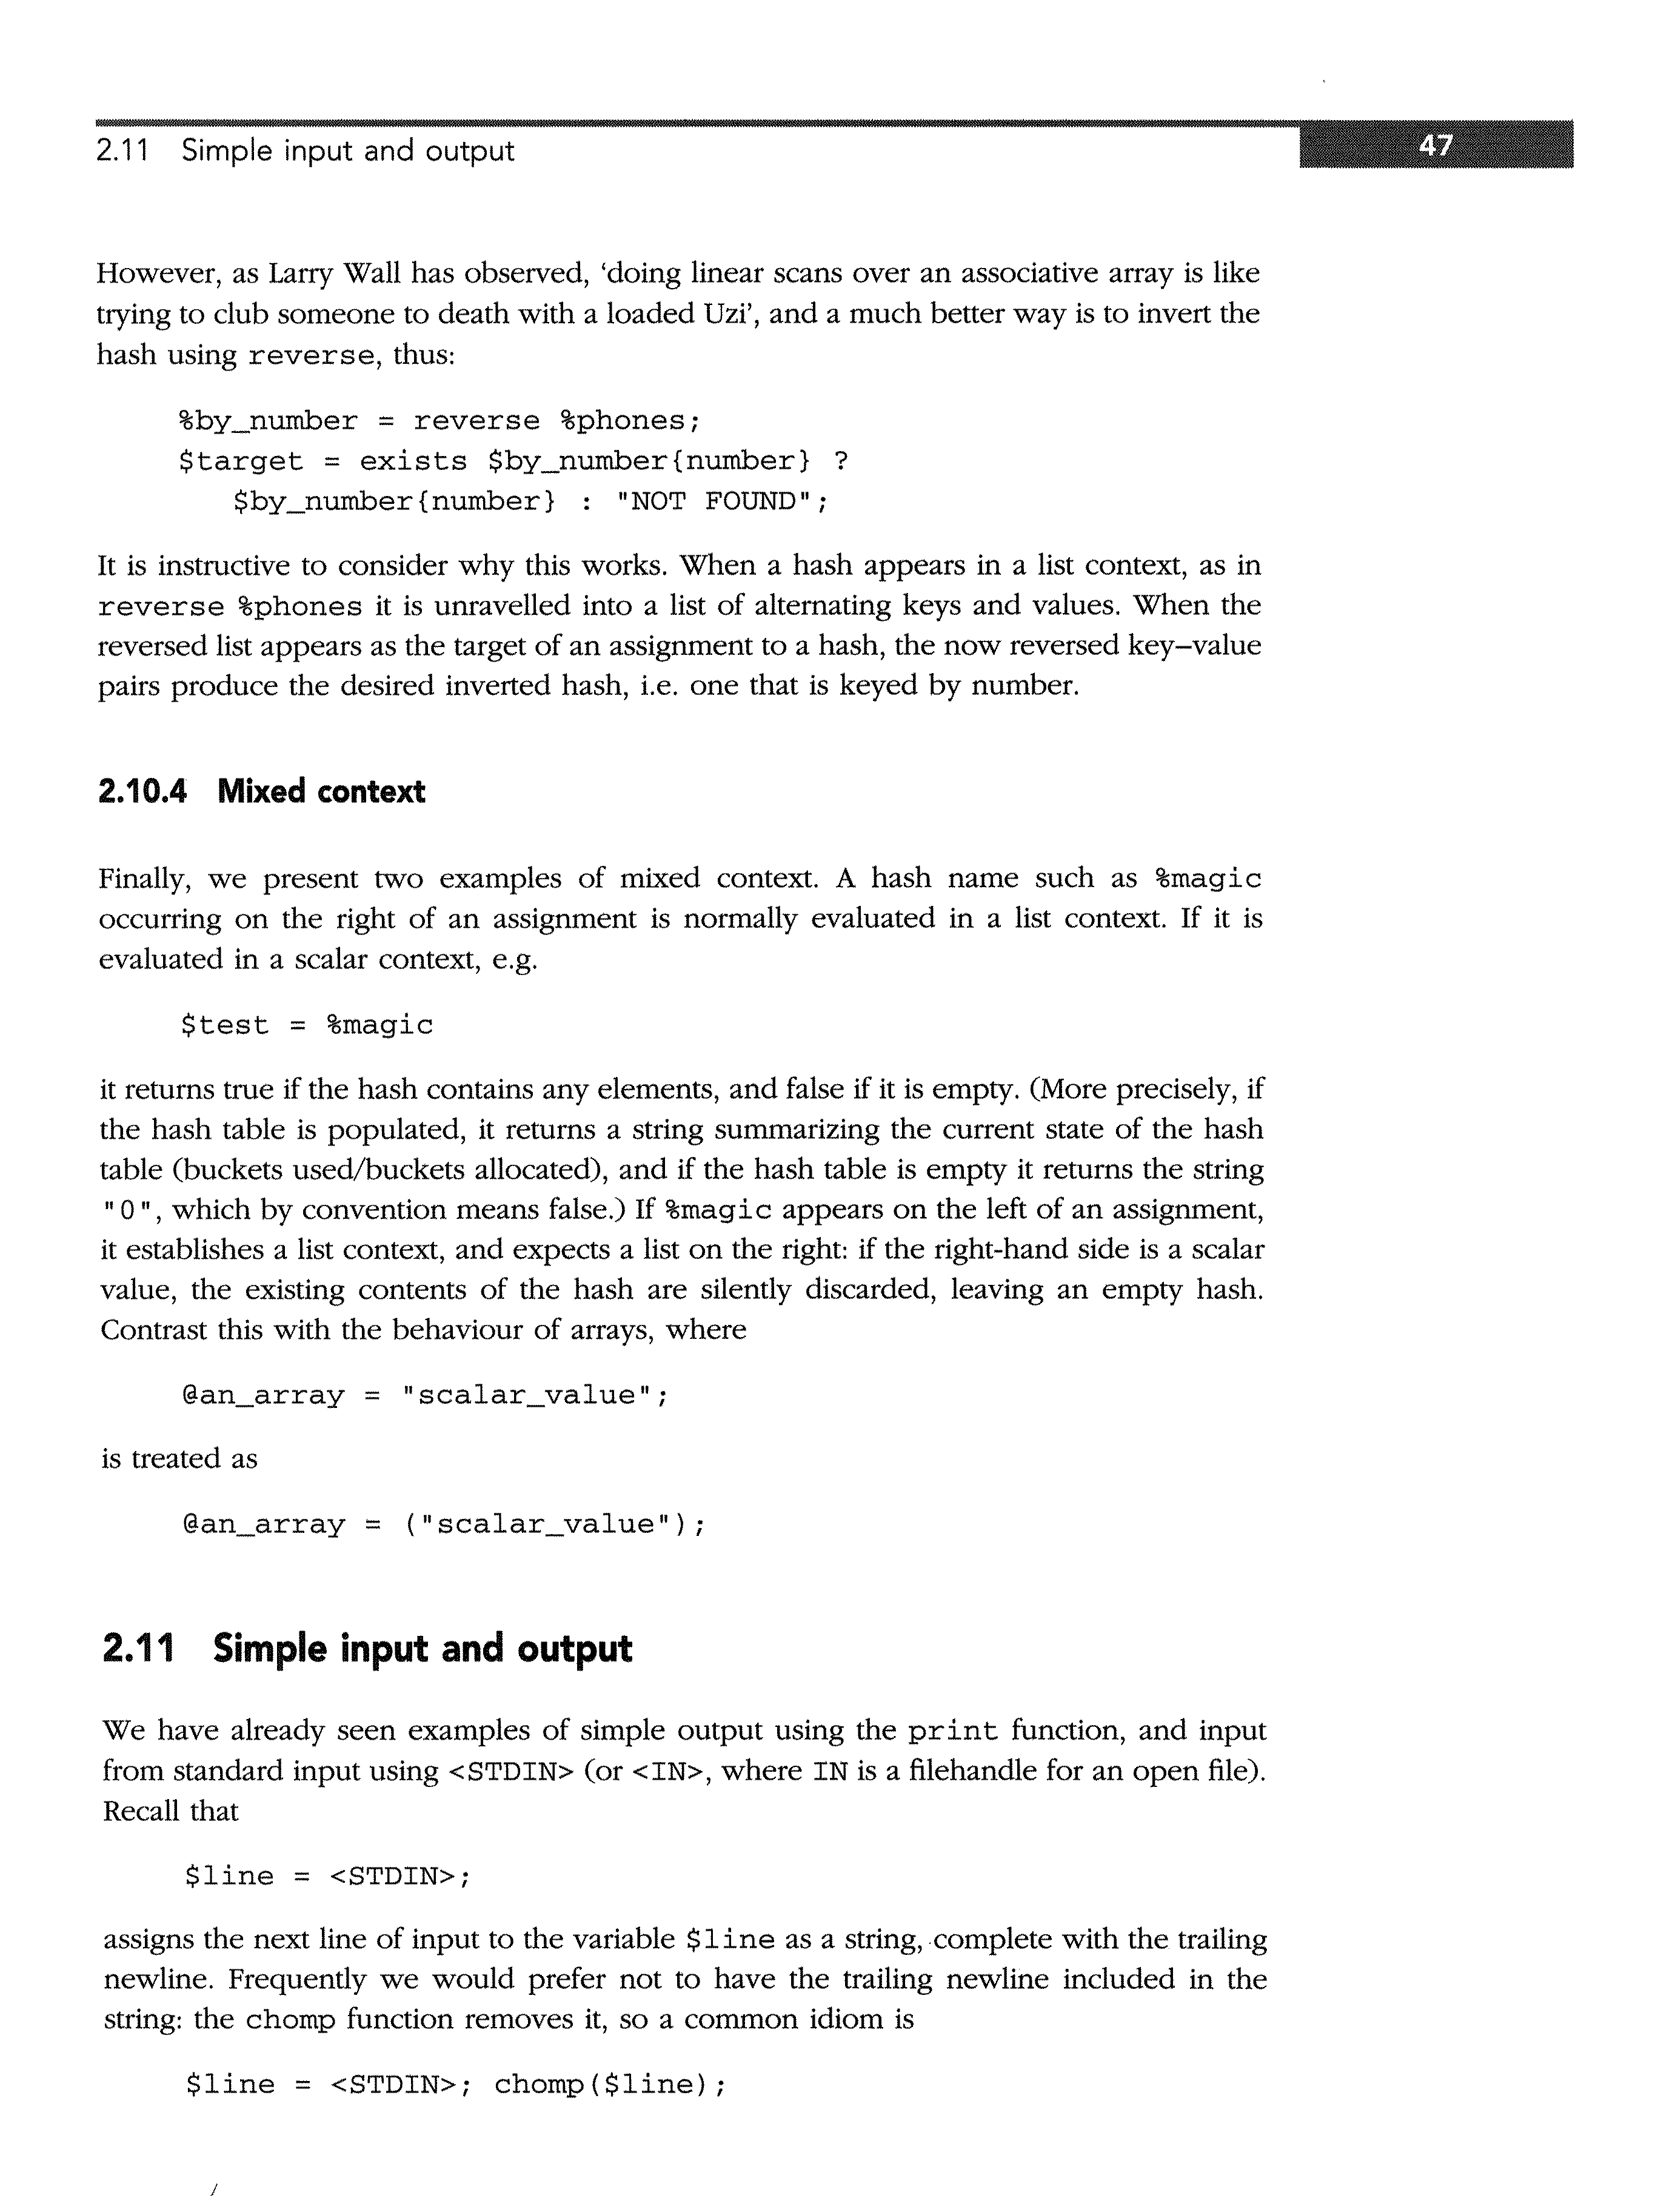 2.11 Simple input and output 47
However, as Larry Wall has observed, ‘doing linear scans over an associative array is like
trying to club someone to death with a loaded Uzi’, and a much better way is to invert the
hash using reverse, thus:
%by_number = reverse %phones;
$target = exists $by_number{number} ?
$by_number{number} : "NOT FOUND";
It is instructive to consider why this works. When a hash appears in a list context, as in
reverse %phones it is unravelled into a list of alternating keys and values. When the
reversed list appears as the target of an assignment to a hash, the now reversed key–value
pairs produce the desired inverted hash, i.e. one that is keyed by number.
2.10.4 Mixed context
Finally, we present two examples of mixed context. A hash name such as %magic
occurring on the right of an assignment is normally evaluated in a list context. If it is
evaluated in a scalar context, e.g.
$test = %magic
it returns true if the hash contains any elements, and false if it is empty. (More precisely, if
the hash table is populated, it returns a string summarizing the current state of the hash
table (buckets used/buckets allocated), and if the hash table is empty it returns the string
"0", which by convention means false.) If %magic appears on the left of an assignment,
it establishes a list context, and expects a list on the right: if the right-hand side is a scalar
value, the existing contents of the hash are silently discarded, leaving an empty hash.
Contrast this with the behaviour of arrays, where
@an_array = "scalar_value";
is treated as
@an_array = ("scalar_value");
2.11 Simple input and output
We have already seen examples of simple output using the print function, and input
from standard input using <STDIN> (or <IN>, where IN is a filehandle for an open file).
Recall that
$line = <STDIN>;
assigns the next line of input to the variable $line as a string, complete with the trailing
newline. Frequently we would prefer not to have the trailing newline included in the
string: the chomp function removes it, so a common idiom is
$line = <STDIN>; chomp($line);